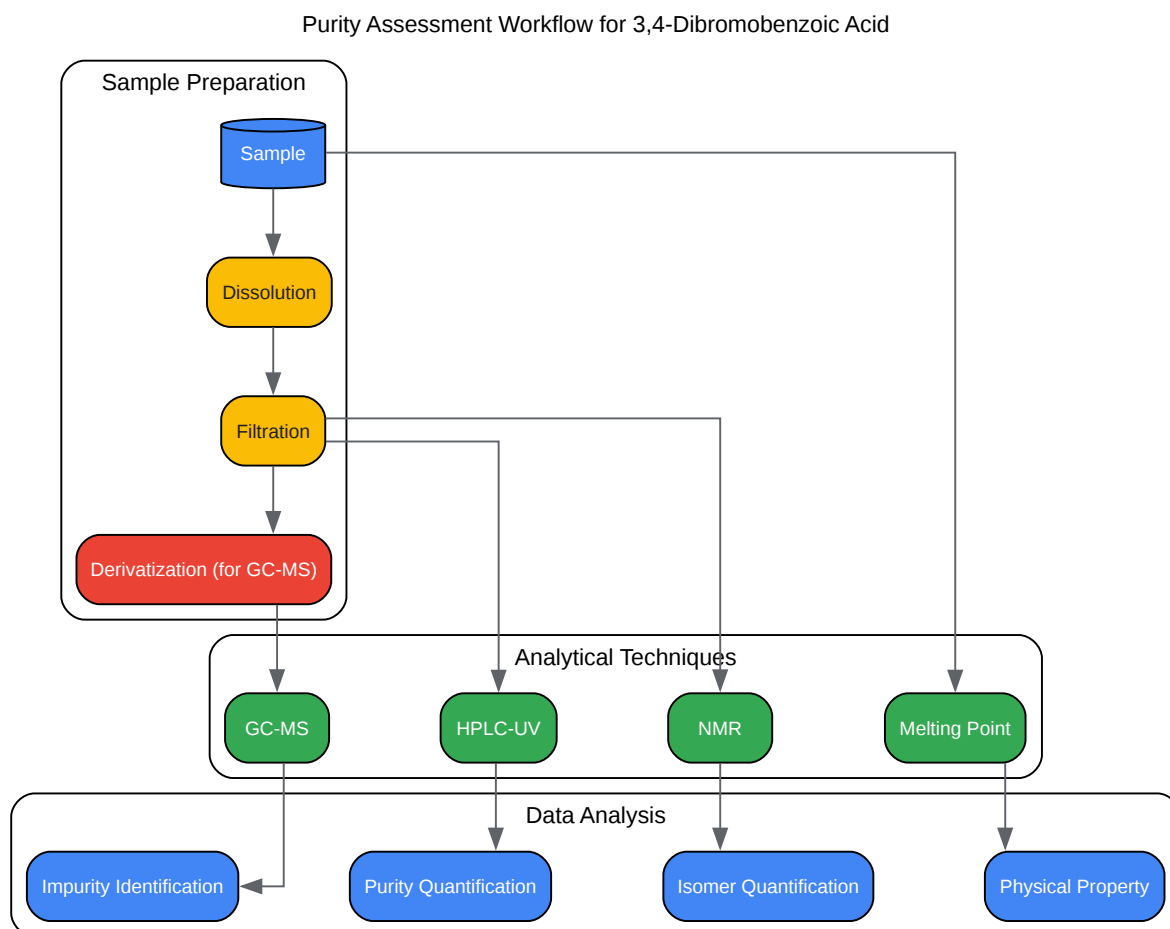 Purity Assessment Workflow for 3,4-Dibromobenzoic Acid
Sample Preparation
Sample
Dissolution
Filtration
Derivatization (for GC-MS)
Analytical Techniques
GC-MS
HPLC-UV
NMR
Melting Point
Data Analysis
Impurity Identification
Purity Quantification
Isomer Quantification
Physical Property